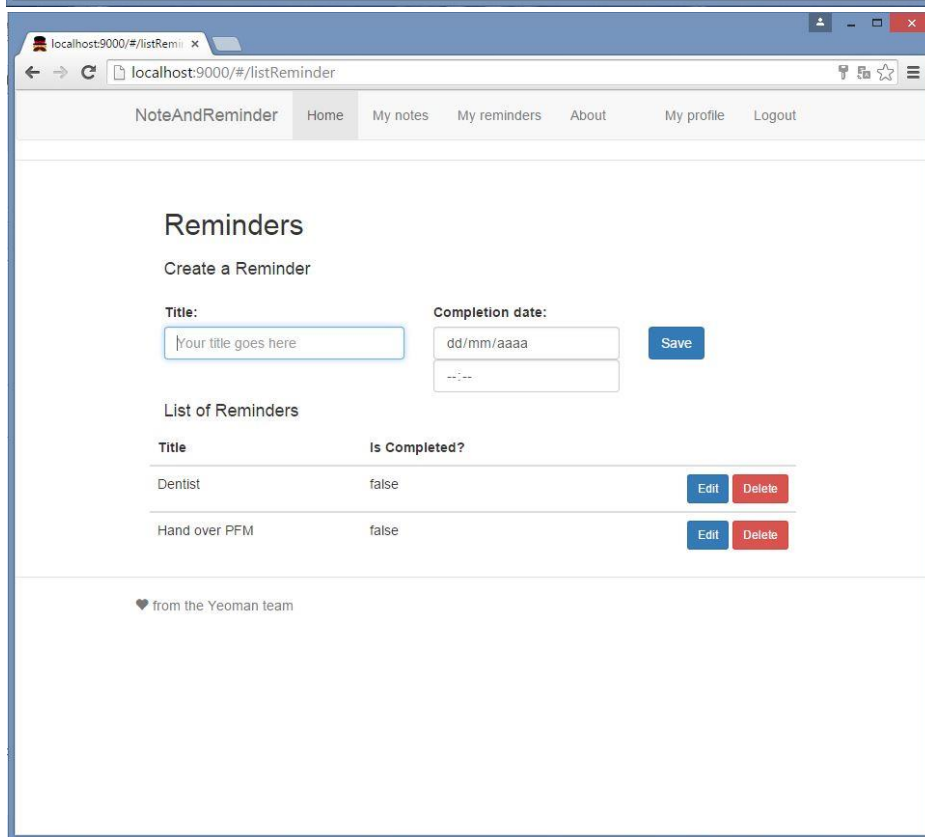 localhost:9000/#/listRemi
localhost:9000/#/listReminder
NoteAndReminder Home My notes My reminders About My profile Logout
Reminders
Create a Reminder
Title: Completion date:
Your title goes here dd/mm/aaaa Save
--:--
List of Reminders
Title Is Completed?
Dentist false Edit Delete
Hand over PFM false Edit Delete
from the Yeoman team